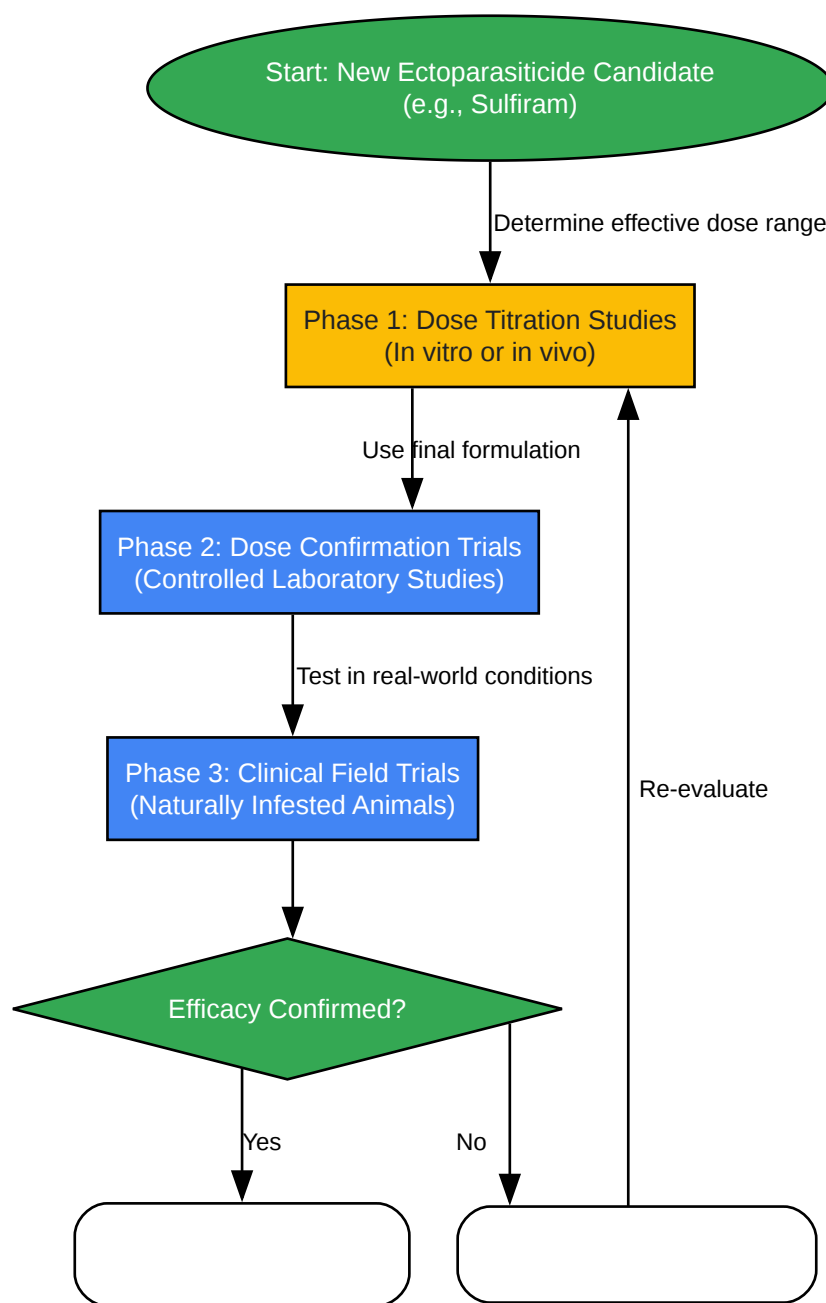 Start: New Ectoparasiticide Candidate
(e.g., Sulfiram)
Determine effective dose range
Phase 1: Dose Titration Studies
(In vitro or in vivo)
Use final formulation
Phase 2: Dose Confirmation Trials
(Controlled Laboratory Studies)
Test in real-world conditions
Phase 3: Clinical Field Trials
(Naturally Infested Animals)
Re-evaluate
Efficacy Confirmed?
Yes
No